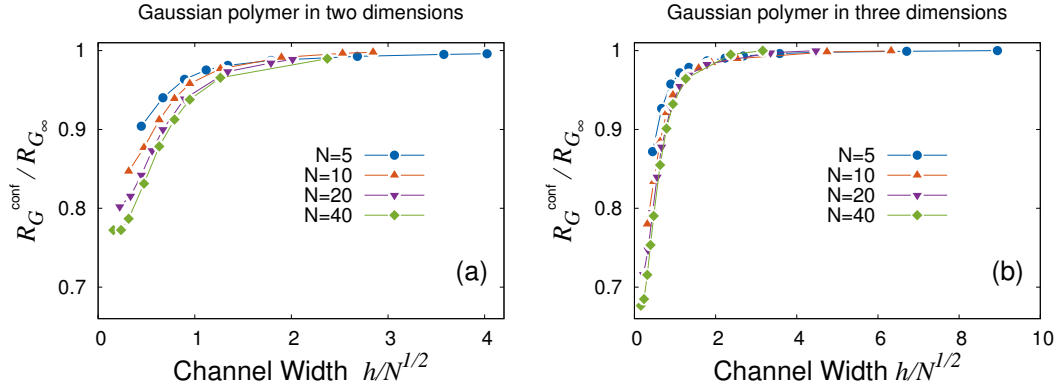 Gaussian polymer in two dimensions
1
0.9
0.8
0.7
R_G^conf / R_G∞
N=5
N=10
N=20
N=40
(a)
0 1 2 3 4
Channel Width h/N^1/2
Gaussian polymer in three dimensions
1
0.9
0.8
0.7
R_G^conf / R_G∞
N=5
N=10
N=20
N=40
(b)
0 2 4 6 8 10
Channel Width h/N^1/2